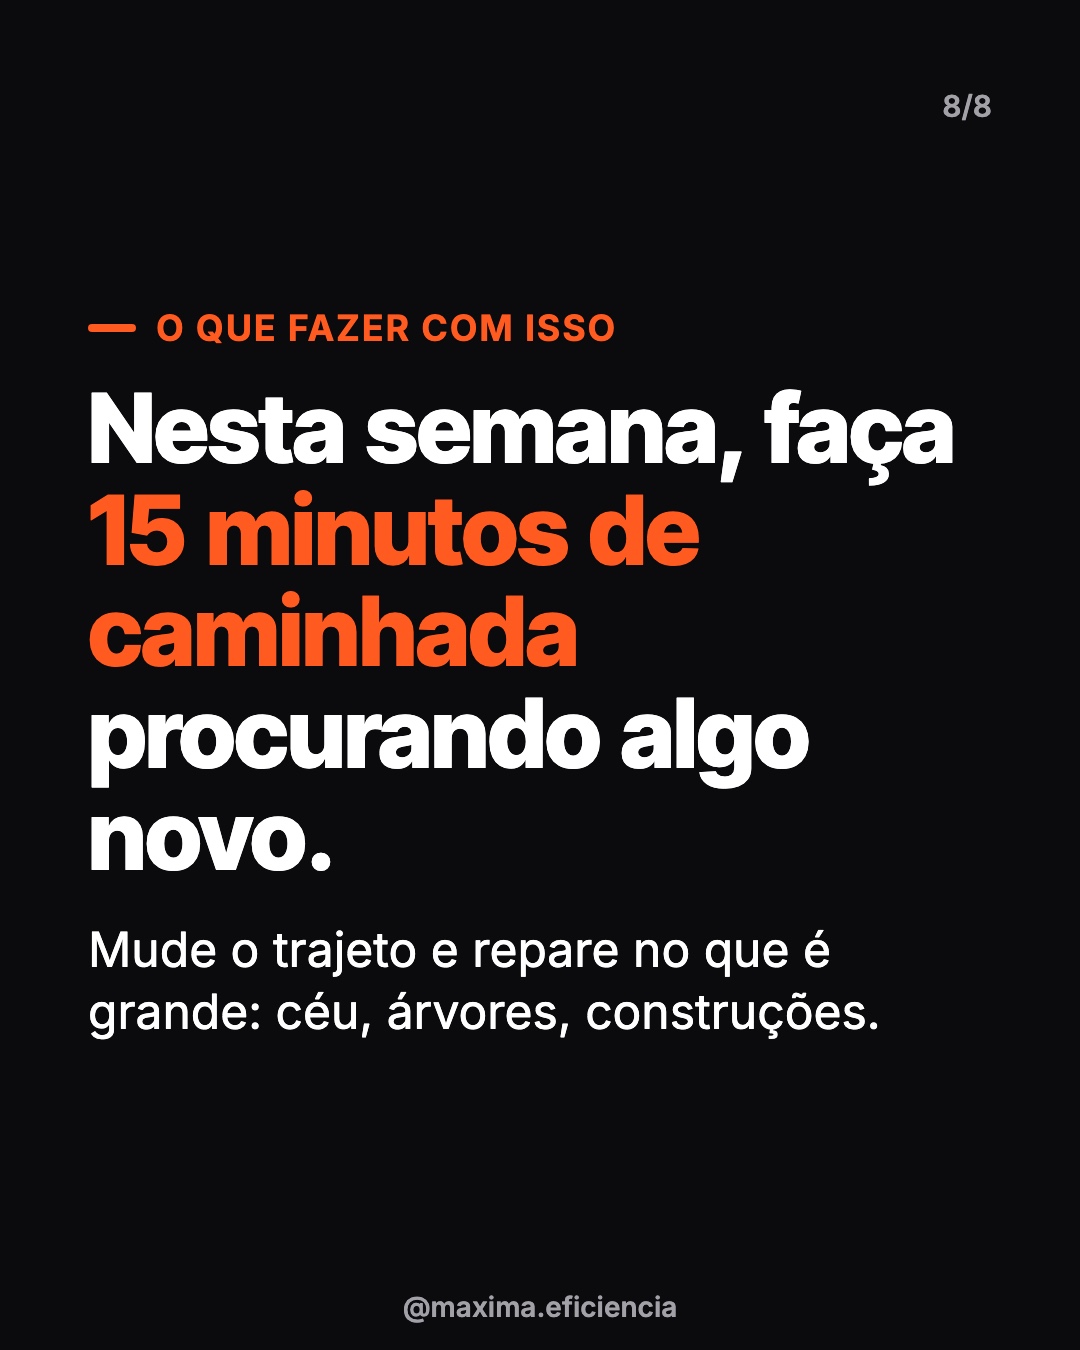 8/8
O QUE FAZER COM ISSO
Nesta semana, faça
15 minutos de
caminhada
procurando algo
novo.
Mude o trajeto e repare no que é
grande: céu, árvores, construções.
@maxima.eficiencia